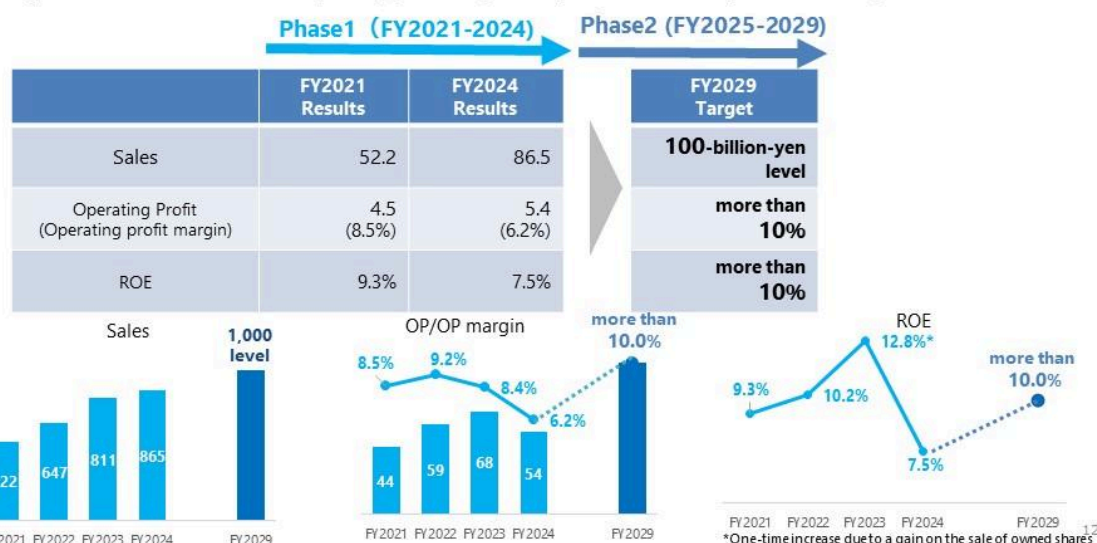 Phase1 (FY2021-2024) Phase2 (FY2025-2029)
FY2021 Results FY2024 Results FY2029 Target
Sales 52.2 86.5 100-billion-yen level
Operating Profit (Operating profit margin) 4.5 (8.5%) 5.4 (6.2%) more than 10%
ROE 9.3% 7.5% more than 10%
Sales
1,000 level
22 647 811 865
2021 FY2022 FY2023 FY2024 FY2029
OP/OP margin
more than 10.0%
8.5% 9.2% 8.4% 6.2%
44 59 68 54
FY2021 FY2022 FY2023 FY2024 FY2029
ROE
9.3% 10.2% 12.8%* 7.5%
more than 10.0%
FY2021 FY2022 FY2023 FY2024 FY2029
*One-time increase due to a gain on the sale of owned shares
12